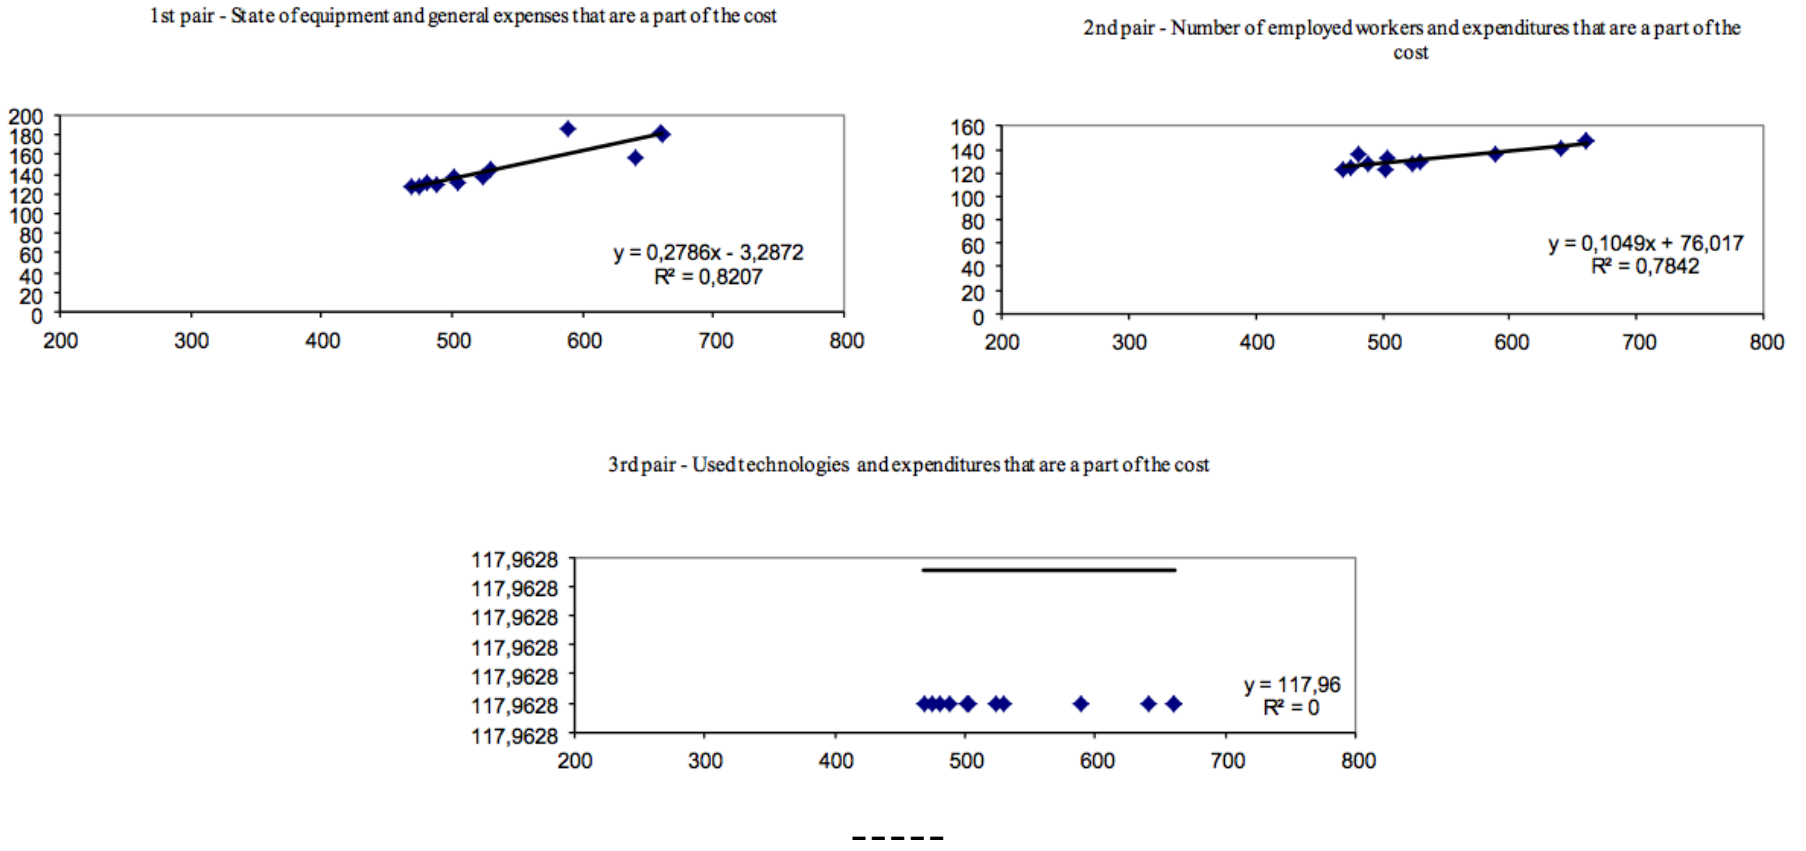 1st pair - State of equipment and general expenses that are a part of the cost
200
180
160
140
120
100
80
60
40
20
0
y = 0,2786x - 3,2872
R² = 0,8207
200 300 400 500 600 700 800
2nd pair - Number of employed workers and expenditures that are a part of the
cost
160
140
120
100
80
60
40
20
0
y = 0,1049x + 76,017
R² = 0,7842
200 300 400 500 600 700 800
3rd pair - Used technologies and expenditures that are a part of the cost
117,9628
117,9628
117,9628
117,9628
117,9628
117,9628
117,9628
y = 117,96
R² = 0
200 300 400 500 600 700 800